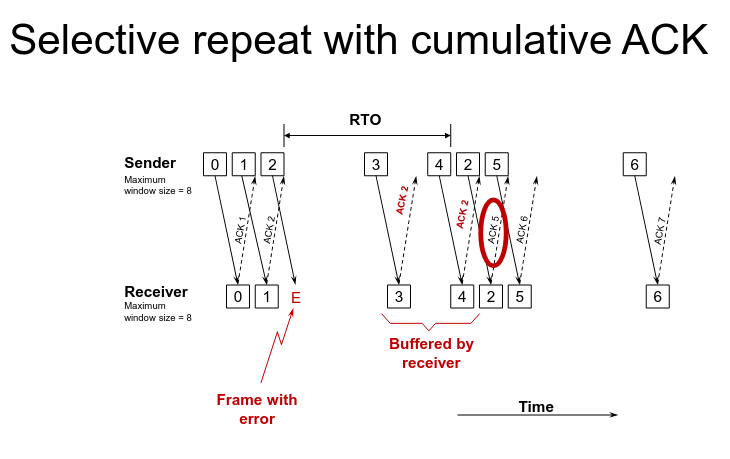 Selective repeat with cumulative ACK
RTO
Sender
Maximum
window size = 8
0 1 2 3 4 2 5 6
ACK 1
ACK 2
ACK 2
ACK 2
ACK 5
ACK 6
ACK 7
Receiver
Maximum
window size = 8
0 1 E 3 4 2 5 6
Buffered by
receiver
Frame with
error
Time